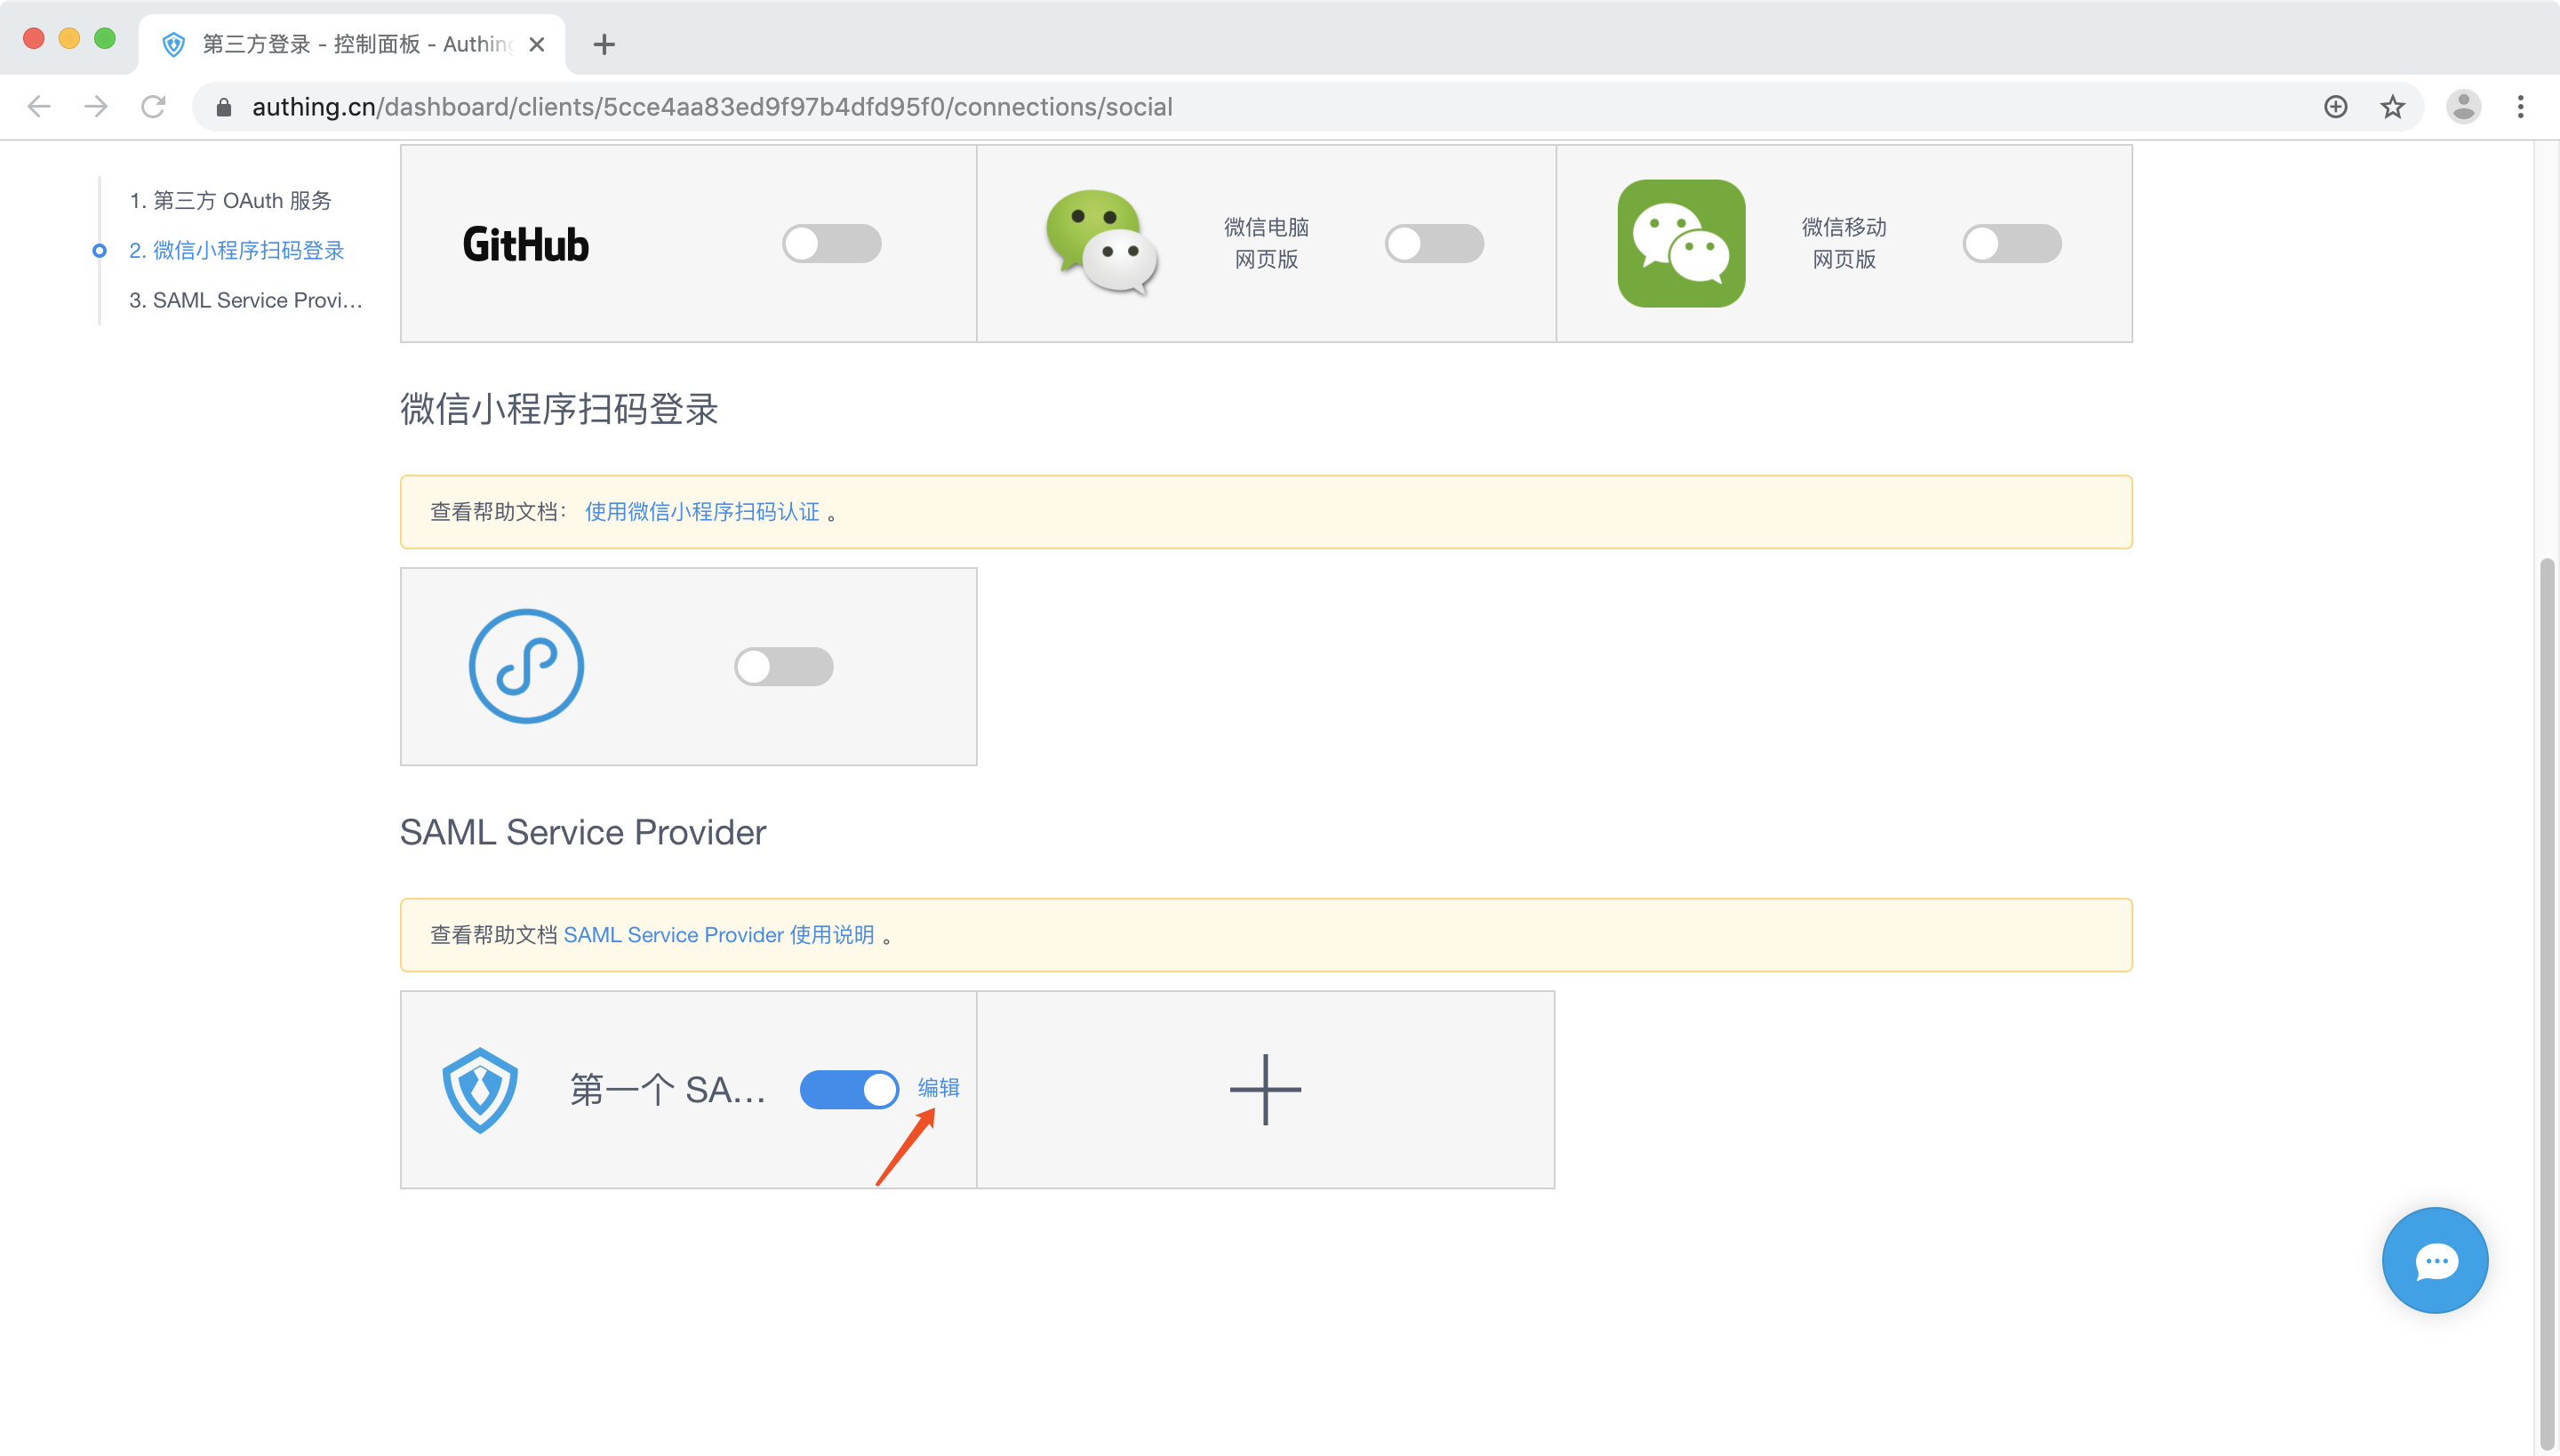 第三方登录 - 控制面板 - Authing
authing.cn/dashboard/clients/5cce4aa83ed9f97b4dfd95f0/connections/social
1. 第三方 OAuth 服务
2. 微信小程序扫码登录
3. SAML Service Provi...
GitHub
微信电脑
网页版
微信移动
网页版
微信小程序扫码登录
查看帮助文档： 使用微信小程序扫码认证 。
SAML Service Provider
查看帮助文档 SAML Service Provider 使用说明 。
第一个 SA...
编辑